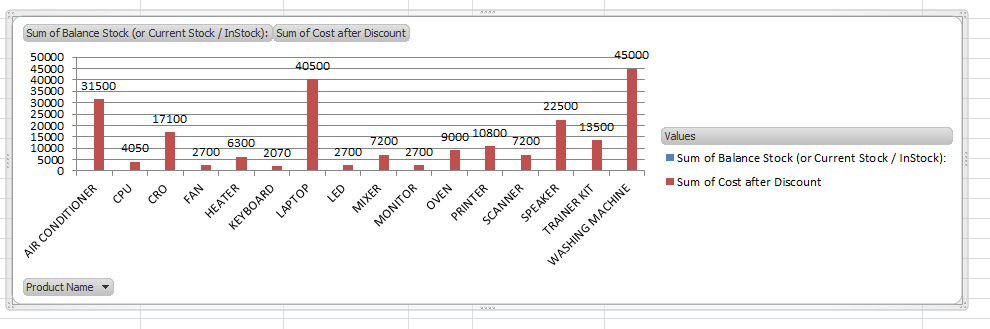 Sum of Balance Stock (or Current Stock / InStock): Sum of Cost after Discount
50000
45000
40000
35000
30000
25000
20000
15000
10000
5000
0
31500
4050
17100
2700
6300
2070
40500
2700
7200
2700
9000
10800
7200
22500
13500
45000
AIR CONDITIONER
CPU
CRO
FAN
HEATER
KEYBOARD
LAPTOP
LED
MIXER
MONITOR
OVEN
PRINTER
SCANNER
SPEAKER
TRAINER KIT
WASHING MACHINE
Values
Sum of Balance Stock (or Current Stock / InStock):
Sum of Cost after Discount
Product Name